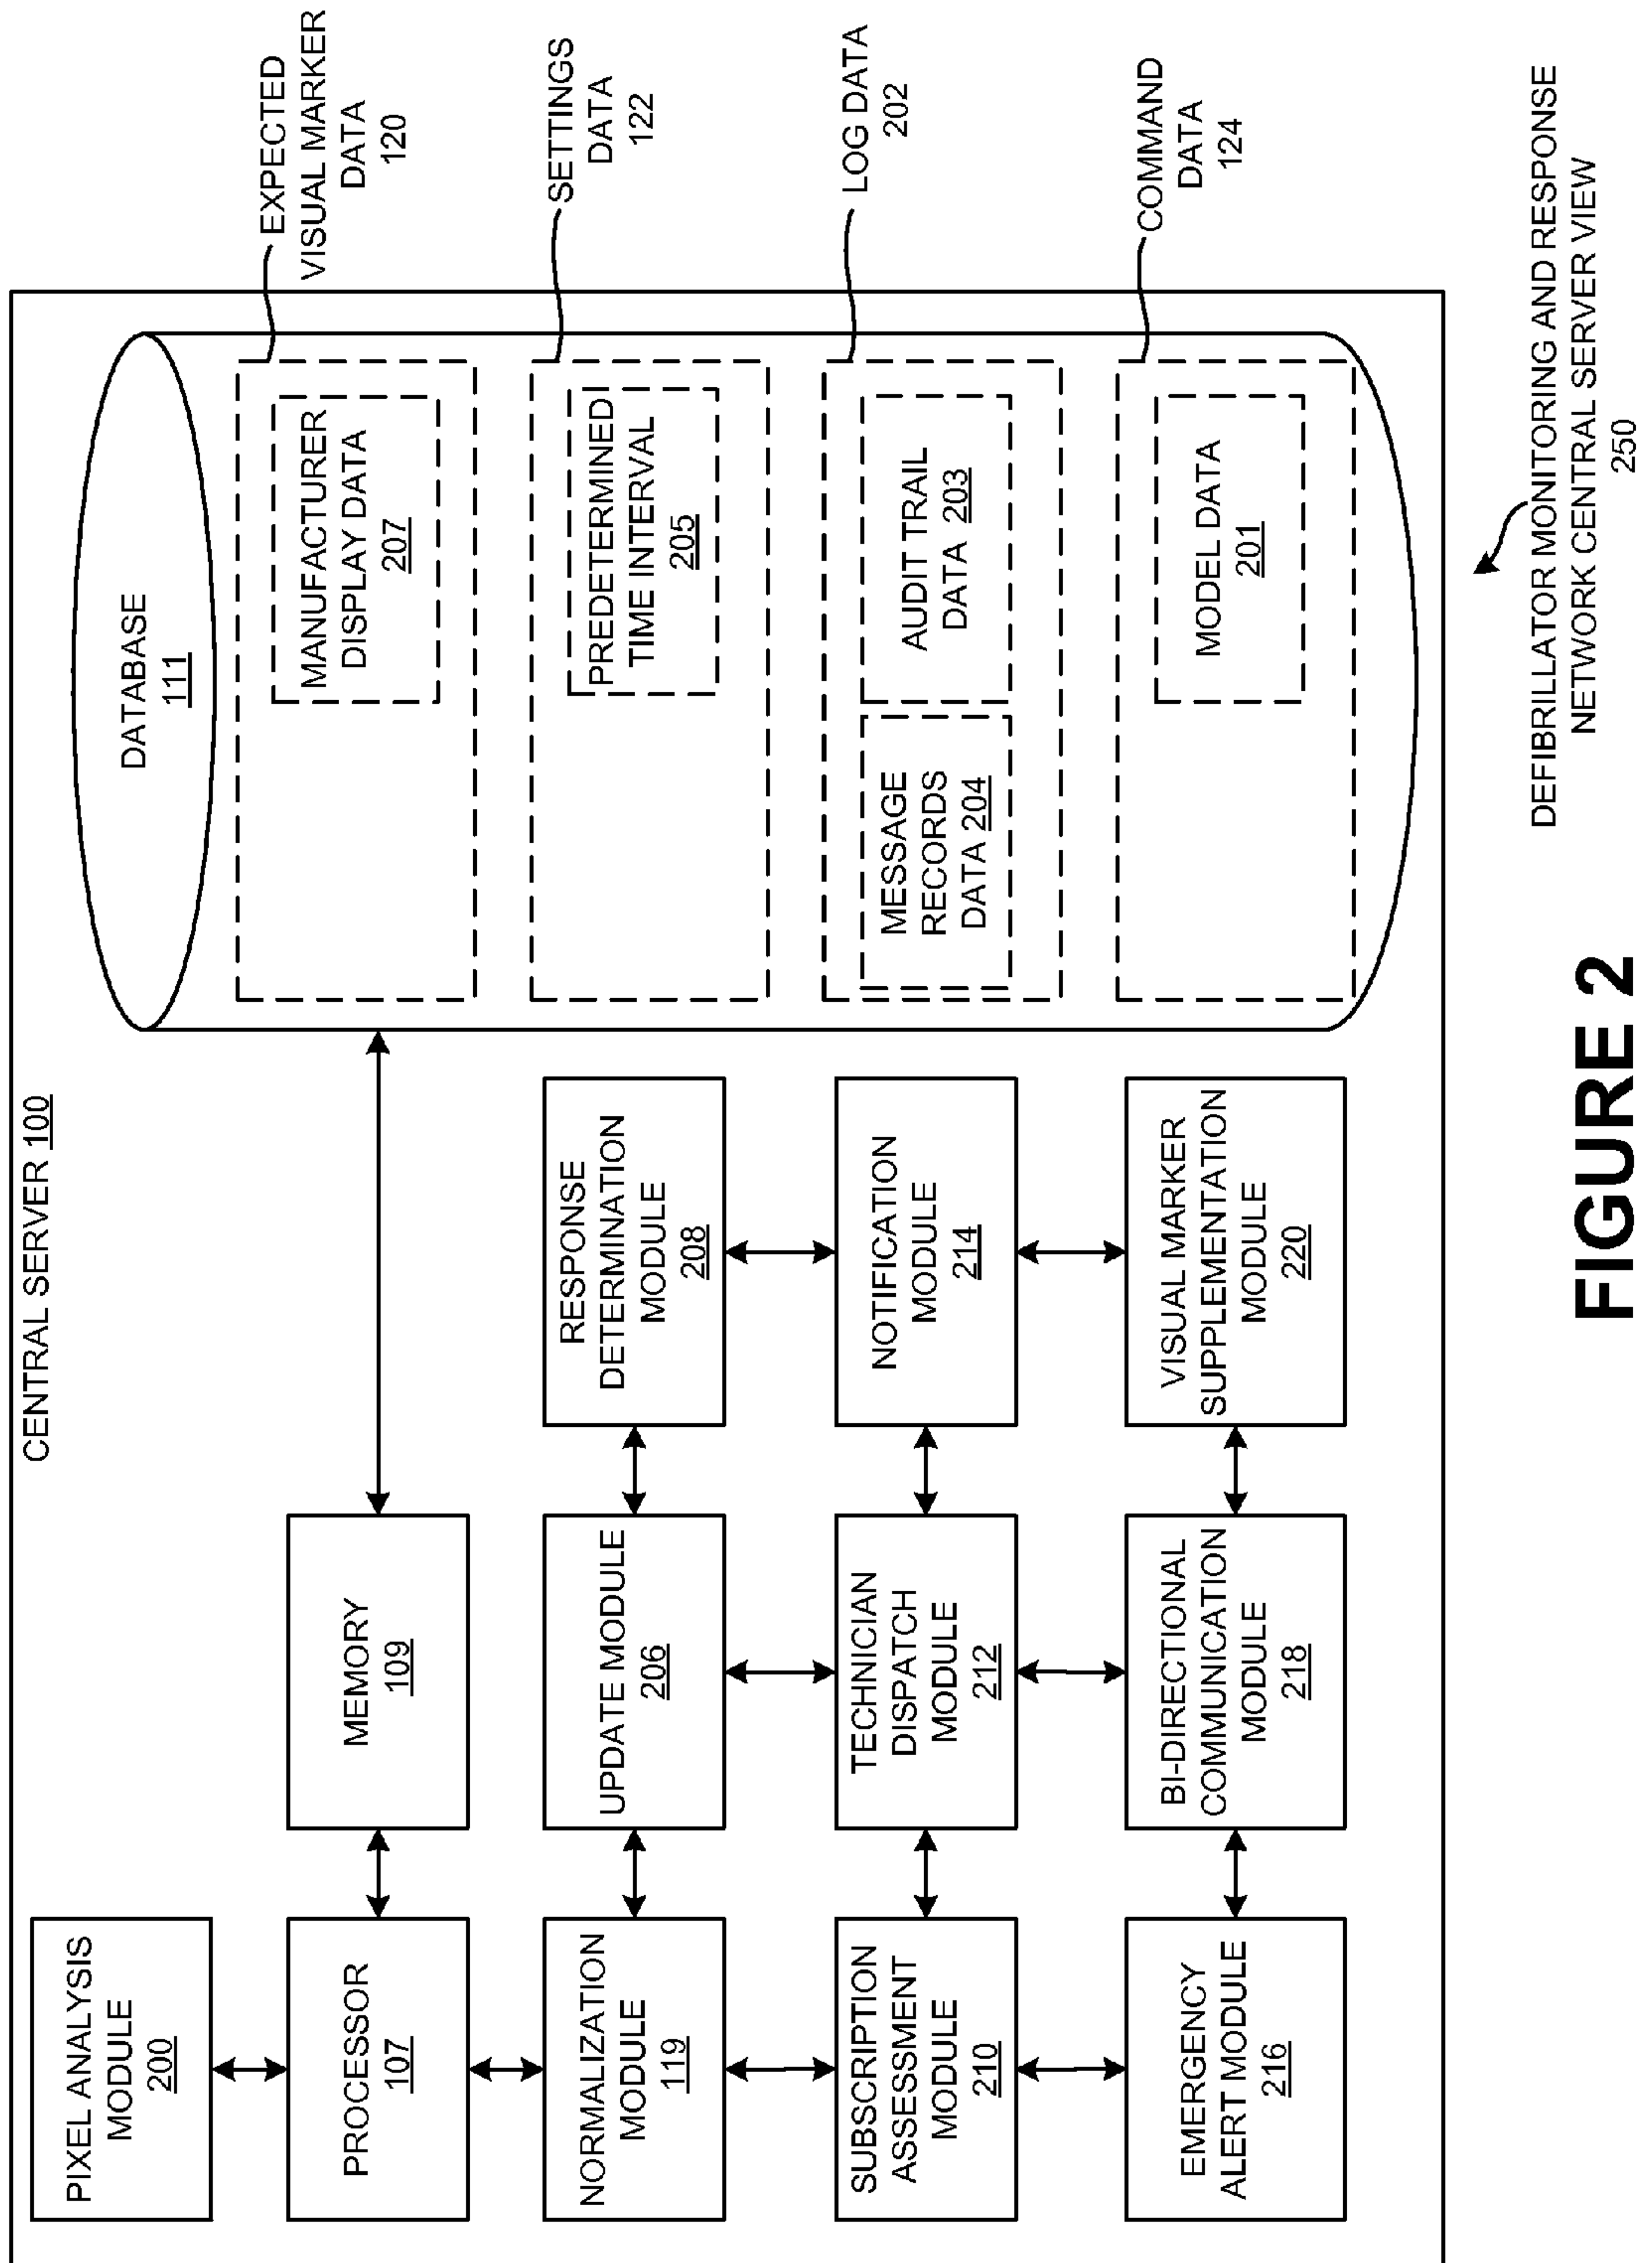 CENTRAL SERVER 100
PIXEL ANALYSIS
MODULE
200
PROCESSOR
107
MEMORY
109
NORMALIZATION
MODULE
119
UPDATE MODULE
206
RESPONSE
DETERMINATION
MODULE
208
SUBSCRIPTION
ASSESSMENT
MODULE
210
TECHNICIAN
DISPATCH
MODULE
212
NOTIFICATION
MODULE
214
EMERGENCY
ALERT MODULE
216
BI-DIRECTIONAL
COMMUNICATION
MODULE
218
VISUAL MARKER
SUPPLEMENTATION
MODULE
220
DATABASE
111
MANUFACTURER
DISPLAY DATA
207
EXPECTED
VISUAL MARKER
DATA
120
PREDETERMINED
TIME INTERVAL
205
SETTINGS
DATA
122
MESSAGE
RECORDS
DATA 204
AUDIT TRAIL
DATA 203
LOG DATA
202
MODEL DATA
201
COMMAND
DATA
124
DEFIBRILLATOR MONITORING AND RESPONSE
NETWORK CENTRAL SERVER VIEW
250
FIGURE 2